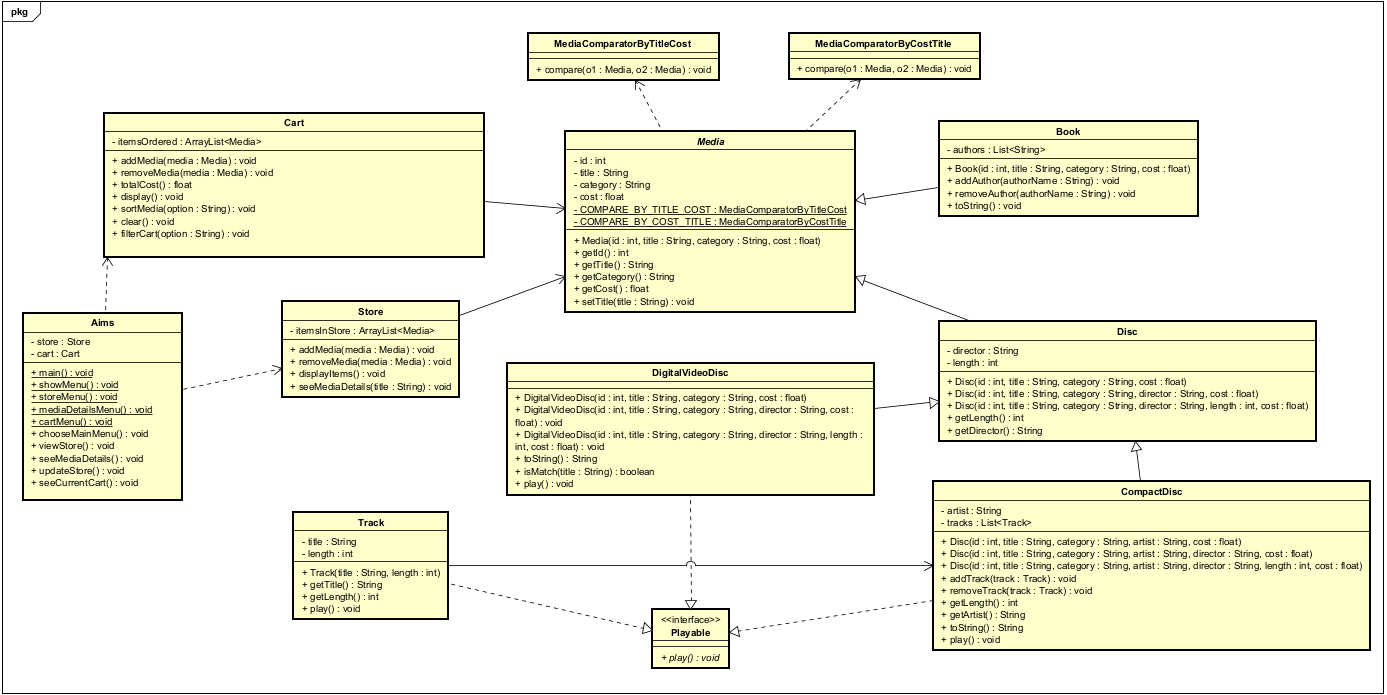 pkg
MediaComparatorByTitleCost
+ compare(o1 : Media, o2 : Media) : void
MediaComparatorByCostTitle
+ compare(o1 : Media, o2 : Media) : void
Cart
- itemsOrdered : ArrayList<Media>
+ addMedia(media : Media) : void
+ removeMedia(media : Media) : void
+ totalCost() : float
+ display() : void
+ sortMedia(option : String) : void
+ clear() : void
+ filterCart(option : String) : void
Media
- id : int
- title : String
- category : String
- cost : float
- COMPARE_BY_TITLE_COST : MediaComparatorByTitleCost
- COMPARE_BY_COST_TITLE : MediaComparatorByCostTitle
+ Media(id : int, title : String, category : String, cost : float)
+ getId() : int
+ getTitle() : String
+ getCategory() : String
+ getCost() : float
+ setTitle(title : String) : void
Book
- authors : List<String>
+ Book(id : int, title : String, category : String, cost : float)
+ addAuthor(authorName : String) : void
+ removeAuthor(authorName : String) : void
+ toString() : void
Aims
- store : Store
- cart : Cart
+ main() : void
+ showMenu() : void
+ storeMenu() : void
+ mediaDetailsMenu() : void
+ cartMenu() : void
+ chooseMainMenu() : void
+ viewStore() : void
+ seeMediaDetails() : void
+ updateStore() : void
+ seeCurrentCart() : void
Store
- itemsInStore : ArrayList<Media>
+ addMedia(media : Media) : void
+ removeMedia(media : Media) : void
+ displayItems() : void
+ seeMediaDetails(title : String) : void
Disc
- director : String
- length : int
+ Disc(id : int, title : String, category : String, cost : float)
+ Disc(id : int, title : String, category : String, director : String, cost : float)
+ Disc(id : int, title : String, category : String, director : String, length : int, cost : float)
+ getLength() : int
+ getDirector() : String
DigitalVideoDisc
+ DigitalVideoDisc(id : int, title : String, category : String, cost : float)
+ DigitalVideoDisc(id : int, title : String, category : String, director : String, cost :
float) : void
+ DigitalVideoDisc(id : int, title : String, category : String, director : String, length :
int, cost : float) : void
+ toString() : String
+ isMatch(title : String) : boolean
+ play() : void
CompactDisc
- artist : String
- tracks : List<Track>
+ Disc(id : int, title : String, category : String, artist : String, cost : float)
+ Disc(id : int, title : String, category : String, artist : String, director : String, cost : float)
+ Disc(id : int, title : String, category : String, artist : String, director : String, length : int, cost : float)
+ addTrack(track : Track) : void
+ removeTrack(track : Track) : void
+ getLength() : int
+ getArtist() : String
+ toString() : String
+ play() : void
Track
- title : String
- length : int
+ Track(title : String, length : int)
+ getTitle() : String
+ getLength() : int
+ play() : void
<<interface>>
Playable
+ play() : void